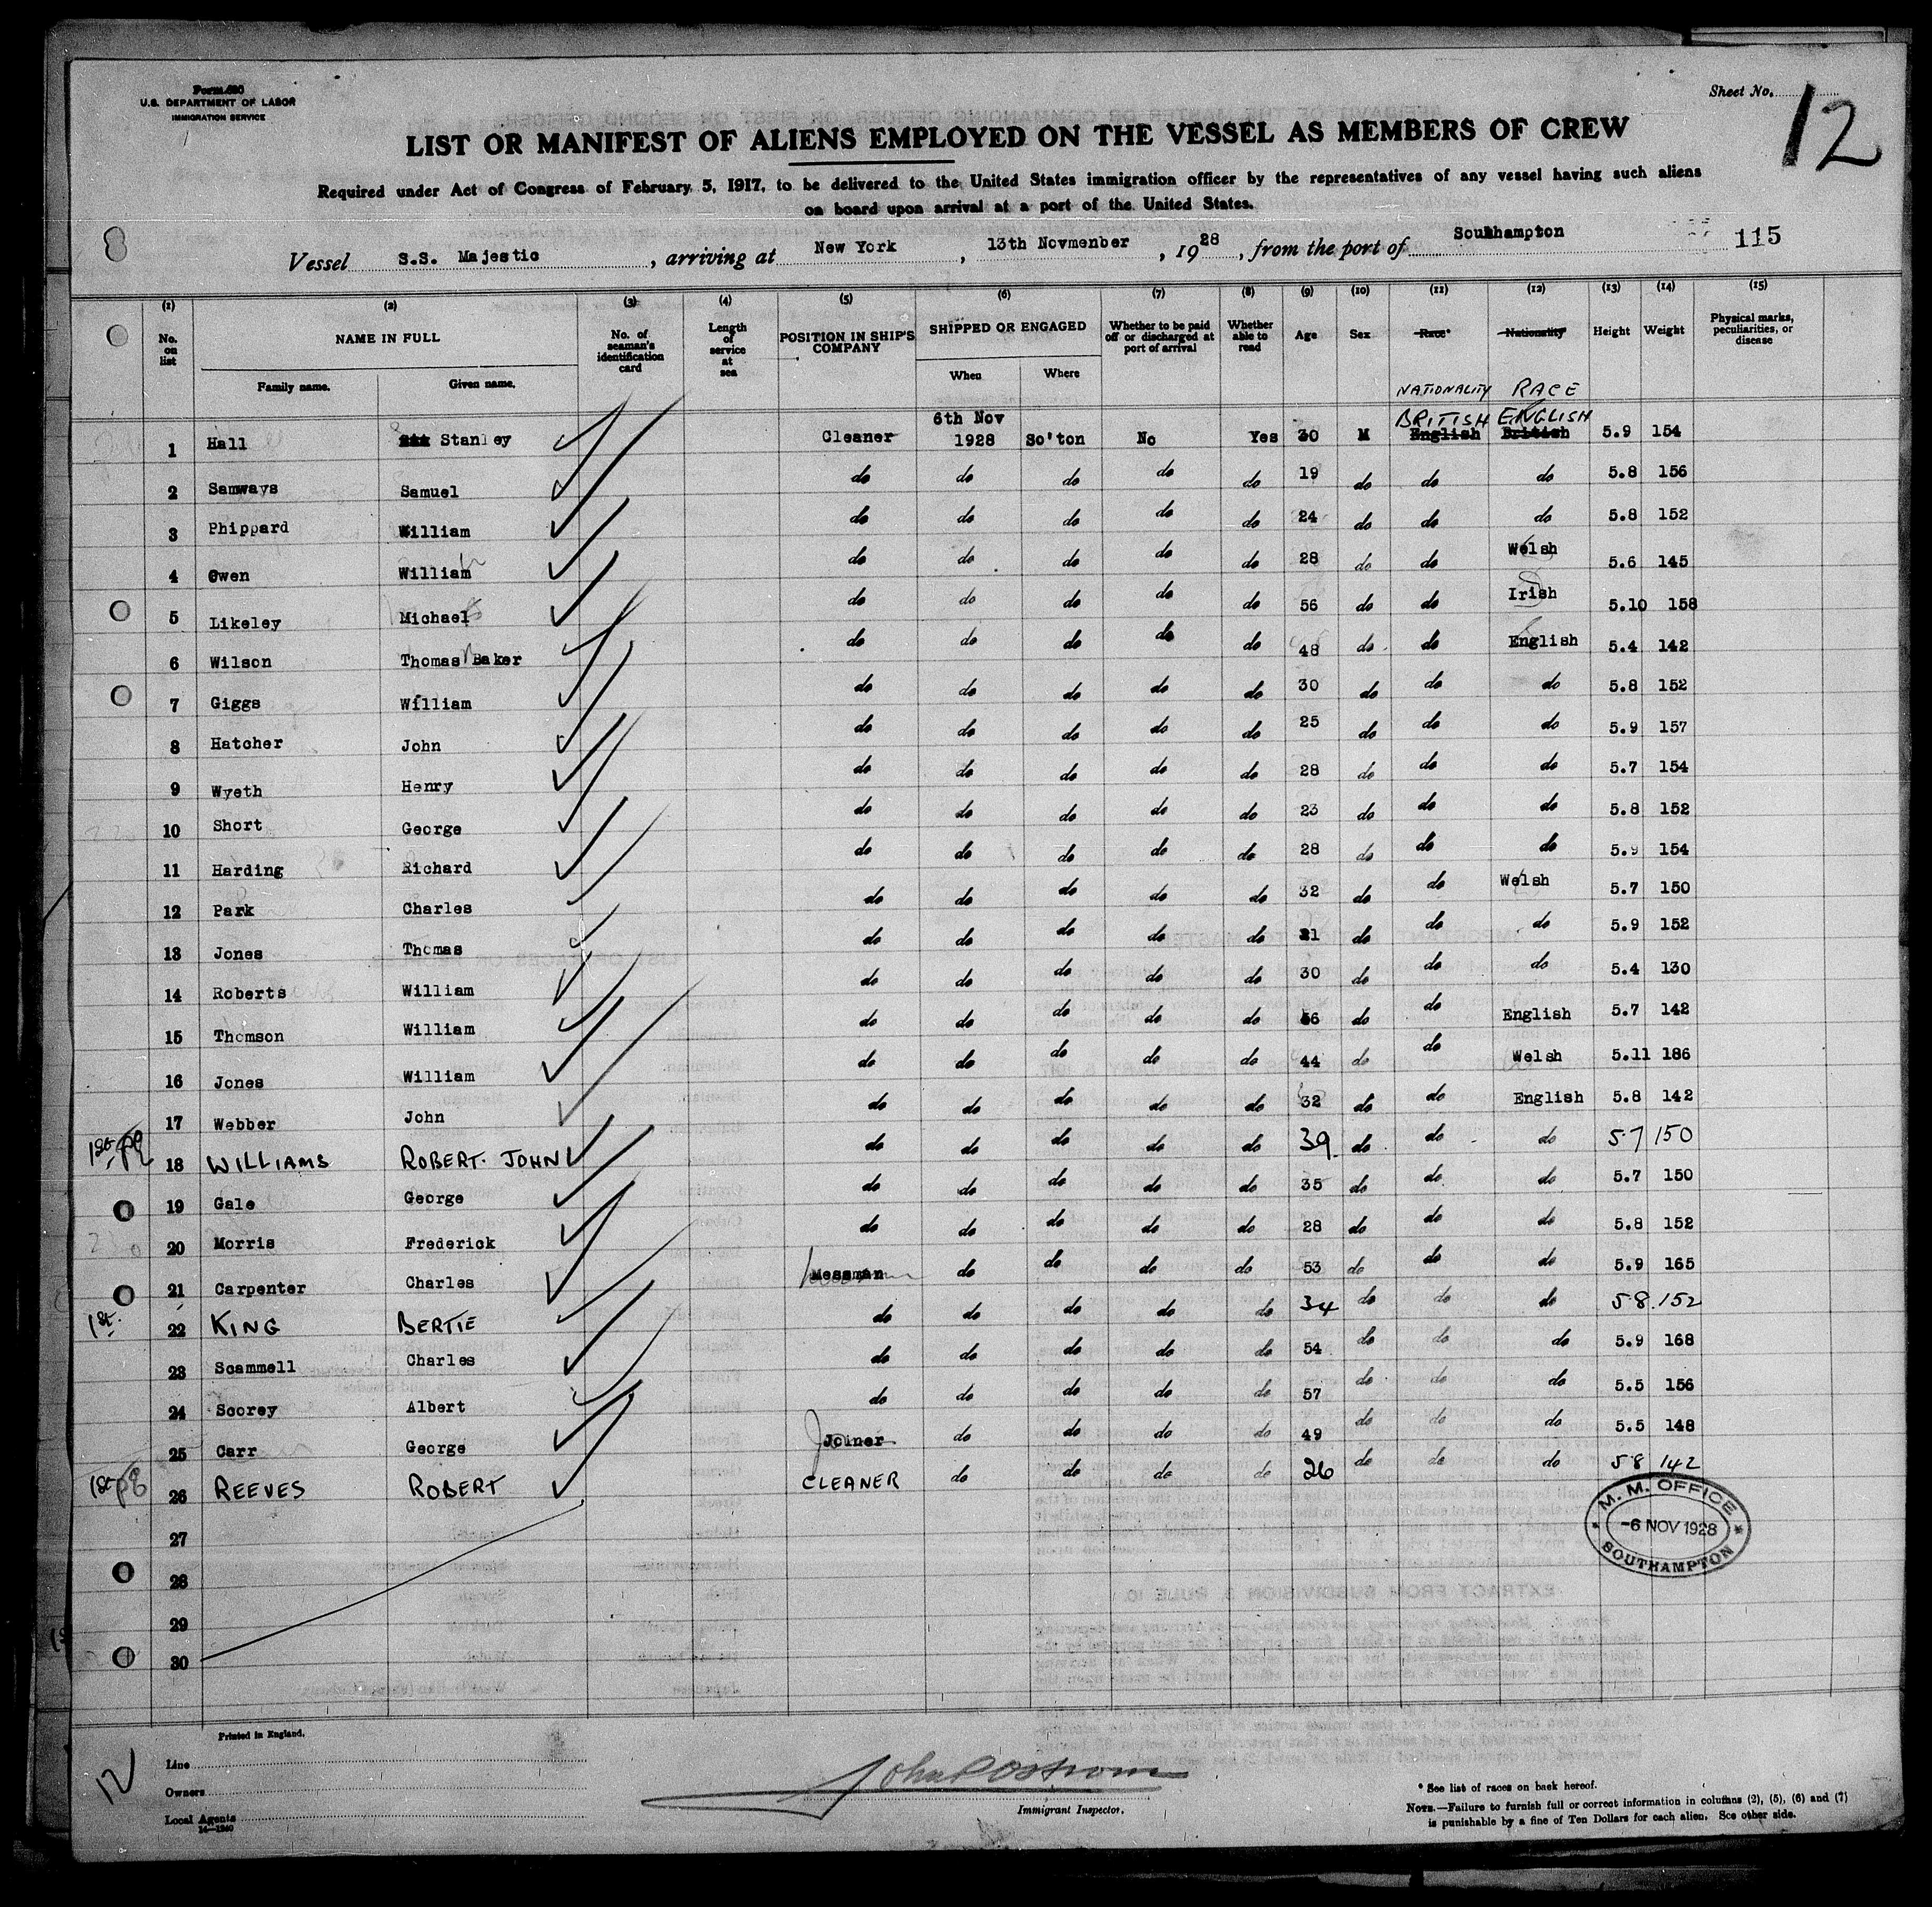 Form 680
U.S. DEPARTMENT OF LABOR
IMMIGRATION SERVICE
Sheet No. 12
LIST OR MANIFEST OF ALIENS EMPLOYED ON THE VESSEL AS MEMBERS OF CREW
Required under Act of Congress of February 5, 1917, to be delivered to the United States immigration officer by the representatives of any vessel having such aliens
on board upon arrival at a port of the United States.
Vessel S.S. Majestic, arriving at New York, 13th Novmenber, 1928, from the port of Southampton 115
(1) (2) (3) (4) (5) (6) (7) (8) (9) (10) (11) (12) (13) (14) (15)
No. on list NAME IN FULL No. of seaman's identification card Length of service at sea POSITION IN SHIP'S COMPANY SHIPPED OR ENGAGED Whether to be paid off or discharged at port of arrival Whether able to read Age Sex Race* Nationality Height Weight Physical marks, peculiarities, or disease
Family name. Given name. When Where NATIONALITY RACE
1 Hall Stanley Cleaner 6th Nov 1928 So'ton No Yes 30 M English BRITISH British ENGLISH 5.9 154
2 Samways Samuel do do do do do 19 do do do 5.8 156
3 Phippard William do do do do do 24 do do do 5.8 152
4 Owen William do do do do do 28 do do Welsh 5.6 145
5 Likeley Michael do do do do do 56 do do Irish 5.10 158
6 Wilson Thomas Baker do do do do do 48 do do English 5.4 142
7 Giggs William do do do do do 30 do do do 5.8 152
8 Hatcher John do do do do do 25 do do do 5.9 157
9 Wyeth Henry do do do do do 28 do do do 5.7 154
10 Short George do do do do do 23 do do do 5.8 152
11 Harding Richard do do do do do 28 do do do 5.9 154
12 Park Charles do do do do do 32 do do Welsh 5.7 150
13 Jones Thomas do do do do do 21 do do do 5.9 152
14 Roberts William do do do do do 30 do do do 5.4 130
15 Thomson William do do do do do do do English 5.7 142
16 Jones William do do do do do 44 do do Welsh 5.11 186
17 Webber John do do do do do 32 do do English 5.8 142
1st 18 WILLIAMS ROBERT. JOHN do do do do do 39 do do do 5 7 150
19 Gale George do do do do do 35 do do do 5.7 150
20 Morris Frederick do do do do do 28 do do do 5.8 152
21 Carpenter Charles Messman do do do do 53 do do do 5.9 165
1st. 22 KING BERTIE do do do do do 34 do do do 5 8 152
23 Scammell Charles do do do do do 54 do do do 5.9 168
24 Scorey Albert do do do do do 57 do do do 5.5 156
25 Carr George Joiner do do do do 49 do do do 5.5 148
1st 26 REEVES ROBERT CLEANER do do do do 26 do do do 5 8 142
27
28
29
30
M. M. OFFICE
-6 NOV 1928
SOUTHAMPTON
Printed in England.
12
Line
Owners
Local Agents
14—1240
Immigrant Inspector.
* See list of races on back hereof.
NOTE.—Failure to furnish full or correct information in columns (2), (5), (6) and (7)
is punishable by a fine of Ten Dollars for each alien. See other side.